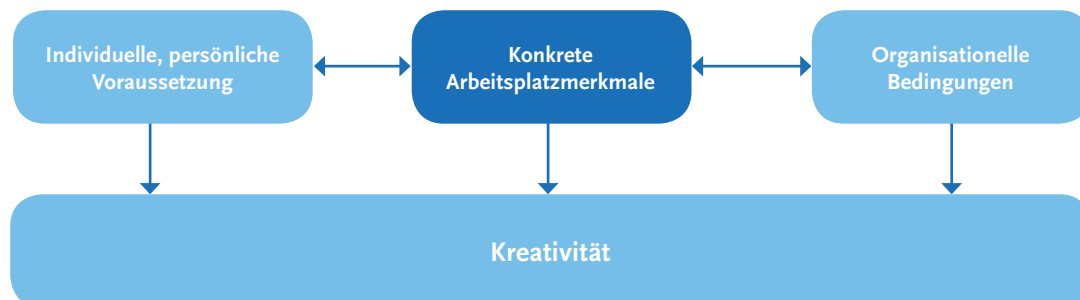 Individuelle, persönliche
Voraussetzung
Konkrete
Arbeitsplatzmerkmale
Organisationelle
Bedingungen
Kreativität